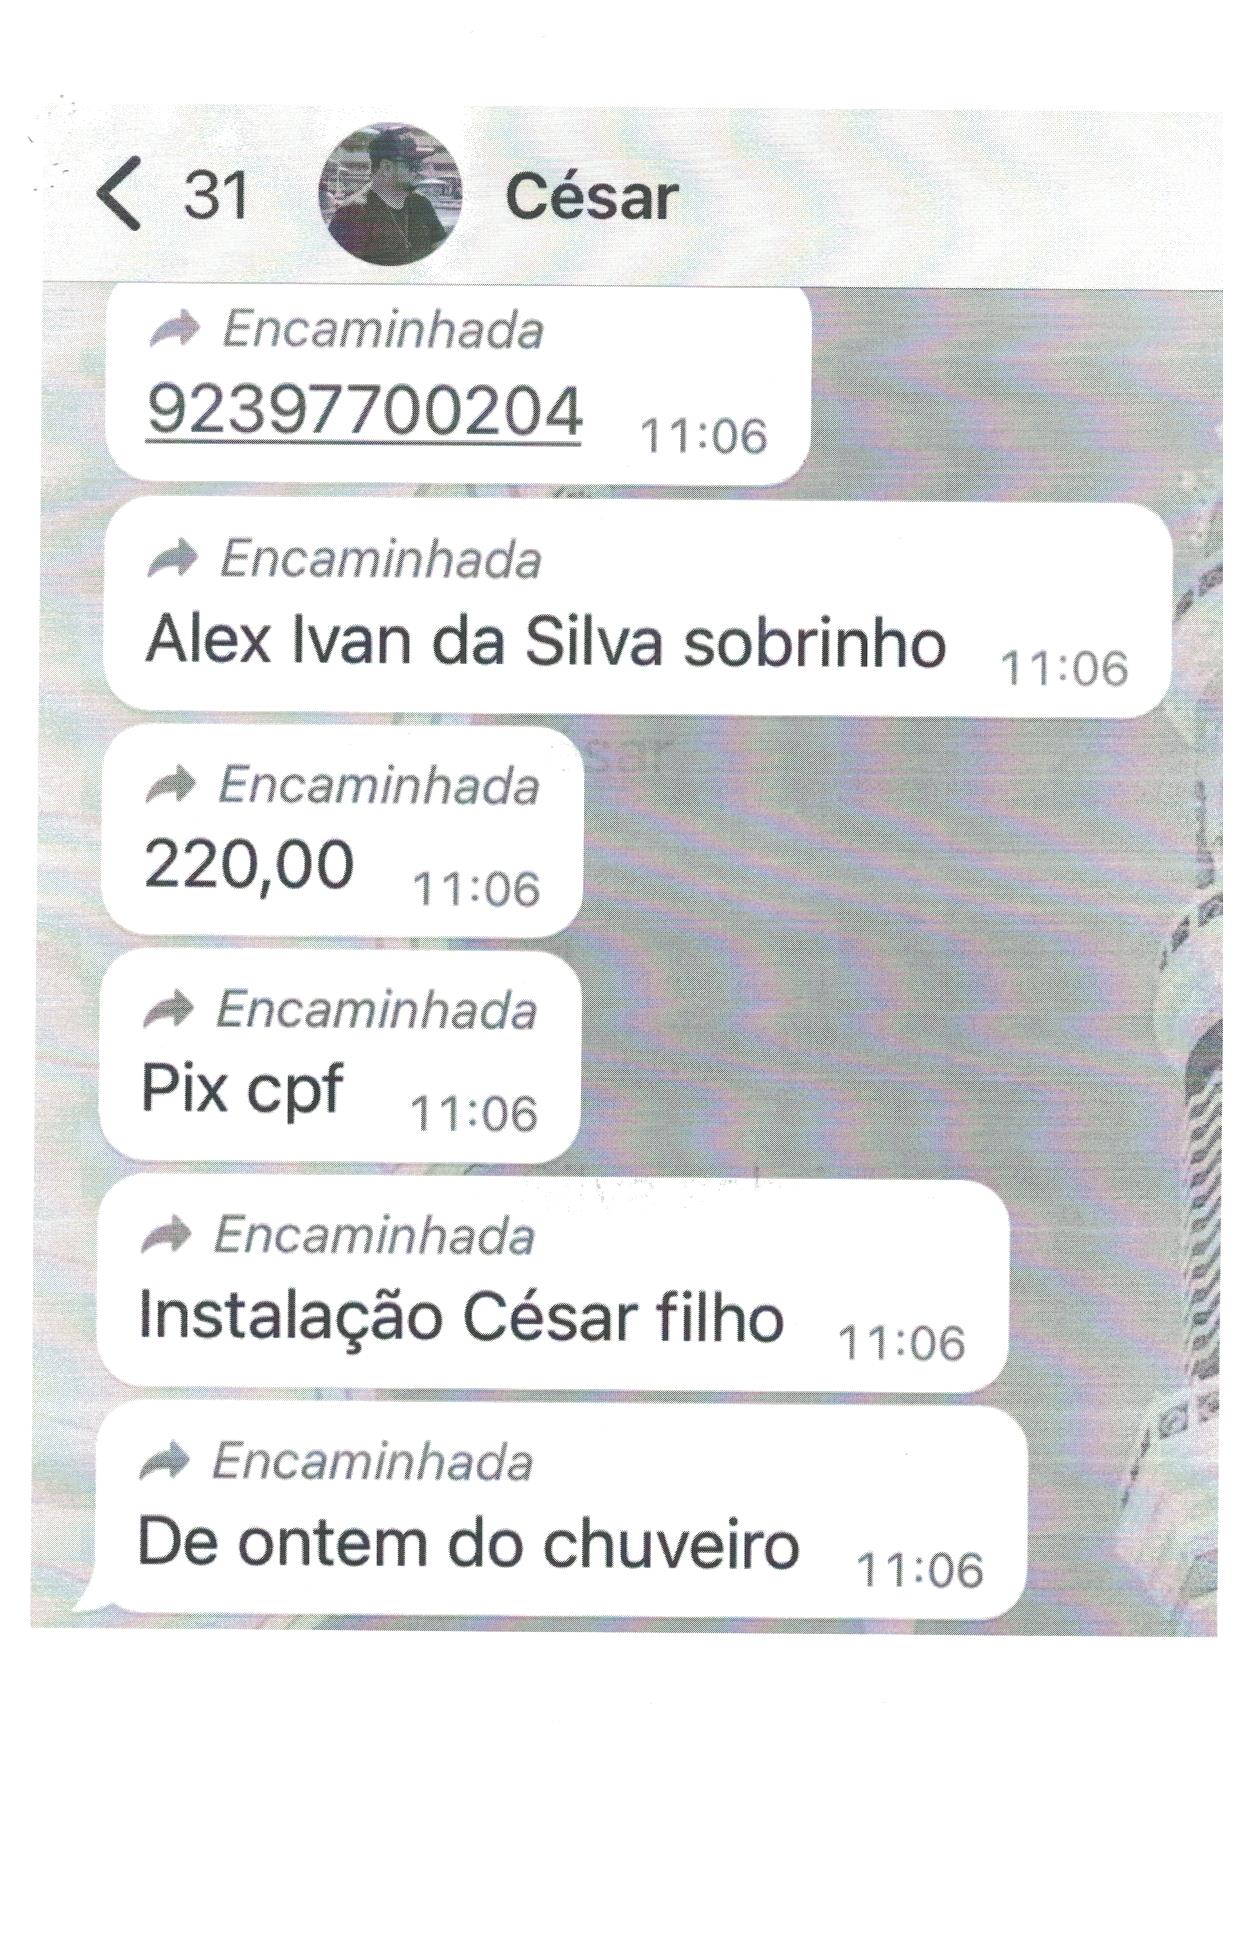 31
César
Encaminhada
92397700204
11:06
Encaminhada
Alex Ivan da Silva sobrinho
11:06
Encaminhada
220,00
11:06
Encaminhada
Pix cpf
11:06
Encaminhada
Instalação César filho
11:06
Encaminhada
De ontem do chuveiro
11:06